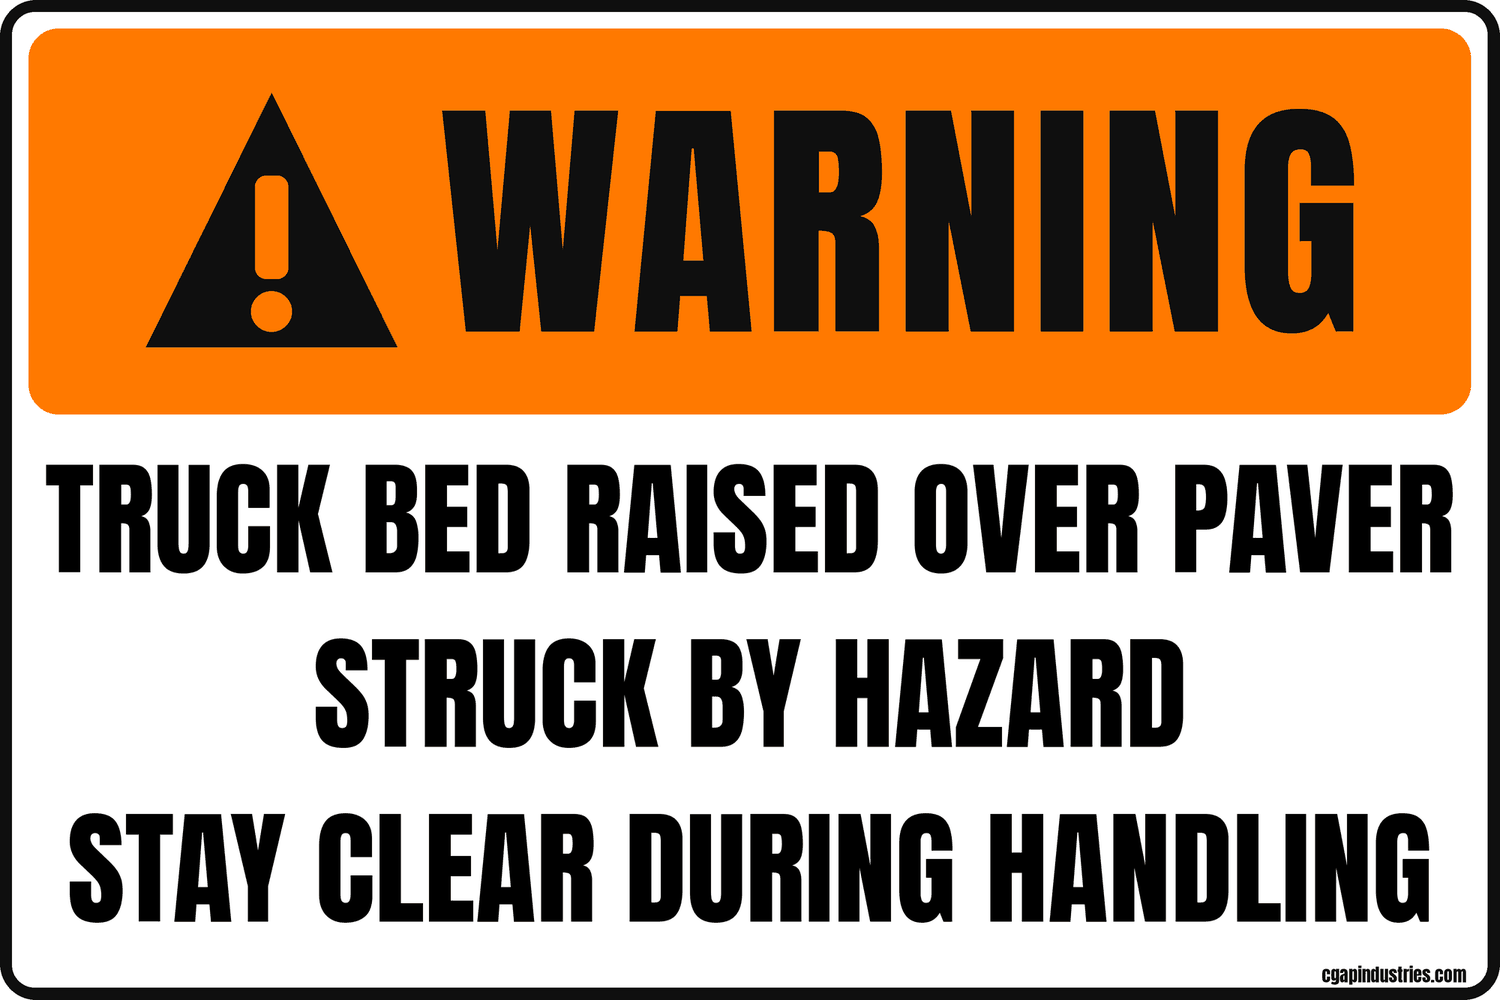 WARNING
TRUCK BED RAISED OVER PAVER
STRUCK BY HAZARD
STAY CLEAR DURING HANDLING
cgapindustries.com